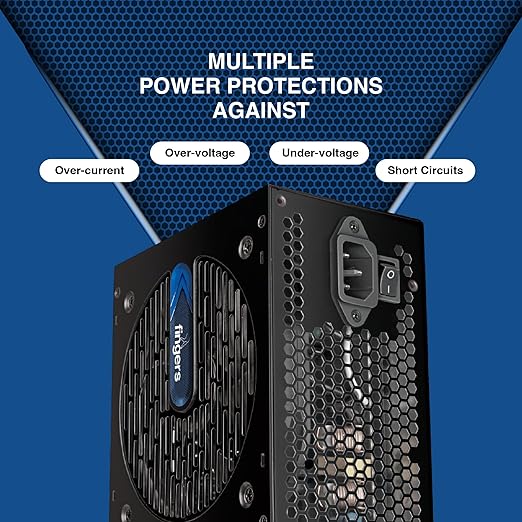 MULTIPLE
POWER PROTECTIONS
AGAINST
Over-current
Over-voltage
Under-voltage
Short Circuits
fingers
I
O